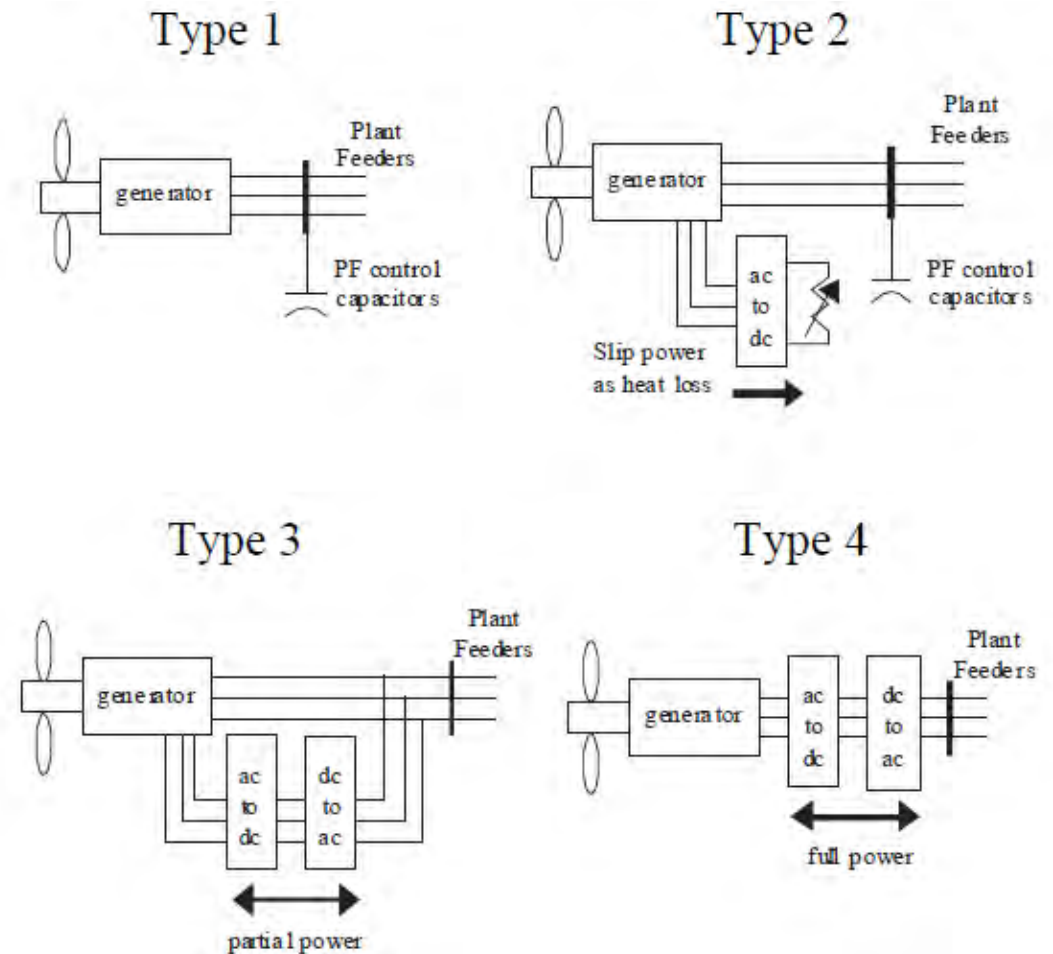 Type 1
Plant
Feeders
generator
PF control
capacitors
Type 2
Plant
Feeders
generator
ac
to
dc
PF control
capacitors
Slip power
as heat loss
Type 3
Plant
Feeders
generator
ac
to
dc
dc
to
ac
partial power
Type 4
Plant
Feeders
generator
ac
to
dc
dc
to
ac
full power